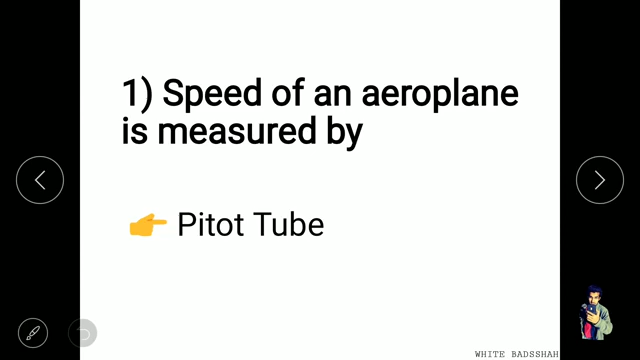 1) Speed of an aeroplane
is measured by
👉 Pitot Tube
WHITE BADSSHAH